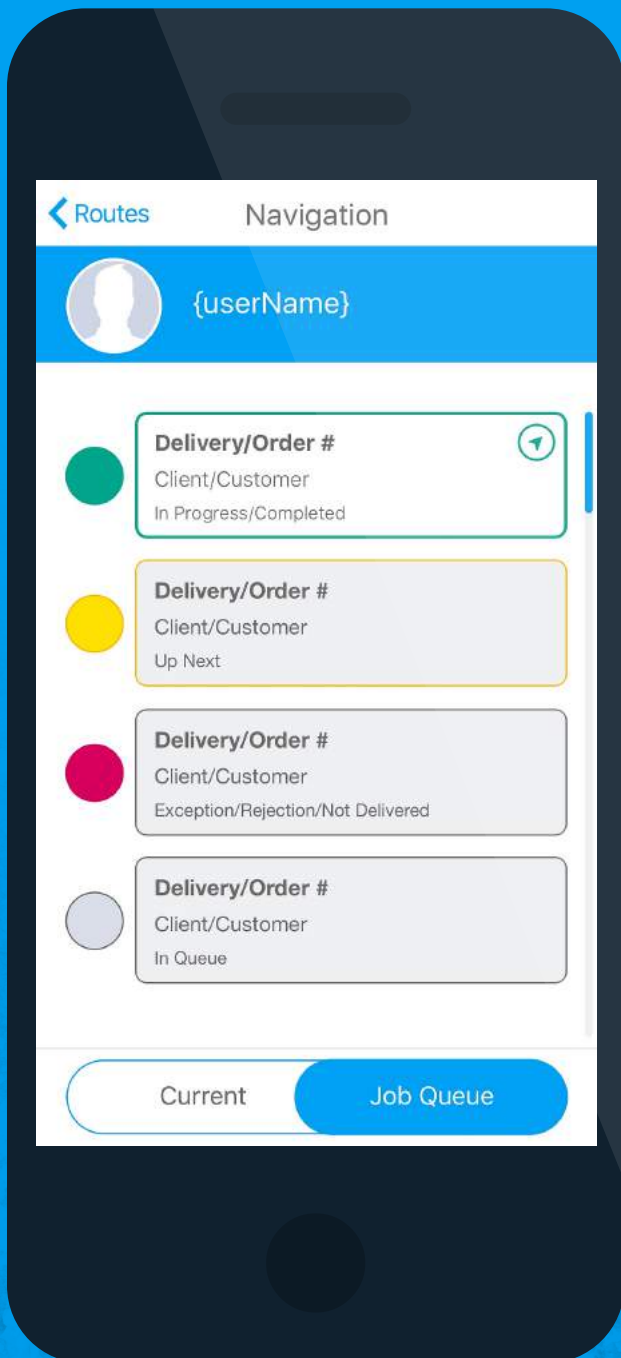 Routes
Navigation
{userName}
Delivery/Order #
Client/Customer
In Progress/Completed
Delivery/Order #
Client/Customer
Up Next
Delivery/Order #
Client/Customer
Exception/Rejection/Not Delivered
Delivery/Order #
Client/Customer
In Queue
Current
Job Queue